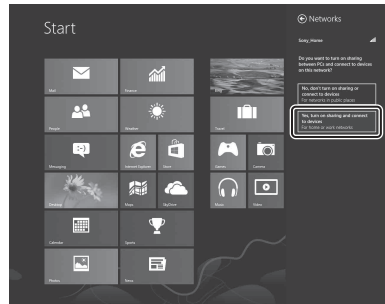 Start
Networks
Sony_Home
Do you want to turn on sharing
between PCs and connect to devices
on this network?
No, don't turn on sharing or
connect to devices
For networks in public places
Yes, turn on sharing and connect
to devices
For home or work networks
Mail
Finance
Bing
People
Weather
Travel
Messaging
Internet Explorer
Store
Games
Camera
Desktop
Maps
SkyDrive
Music
Video
Calendar
Sports
Photos
News